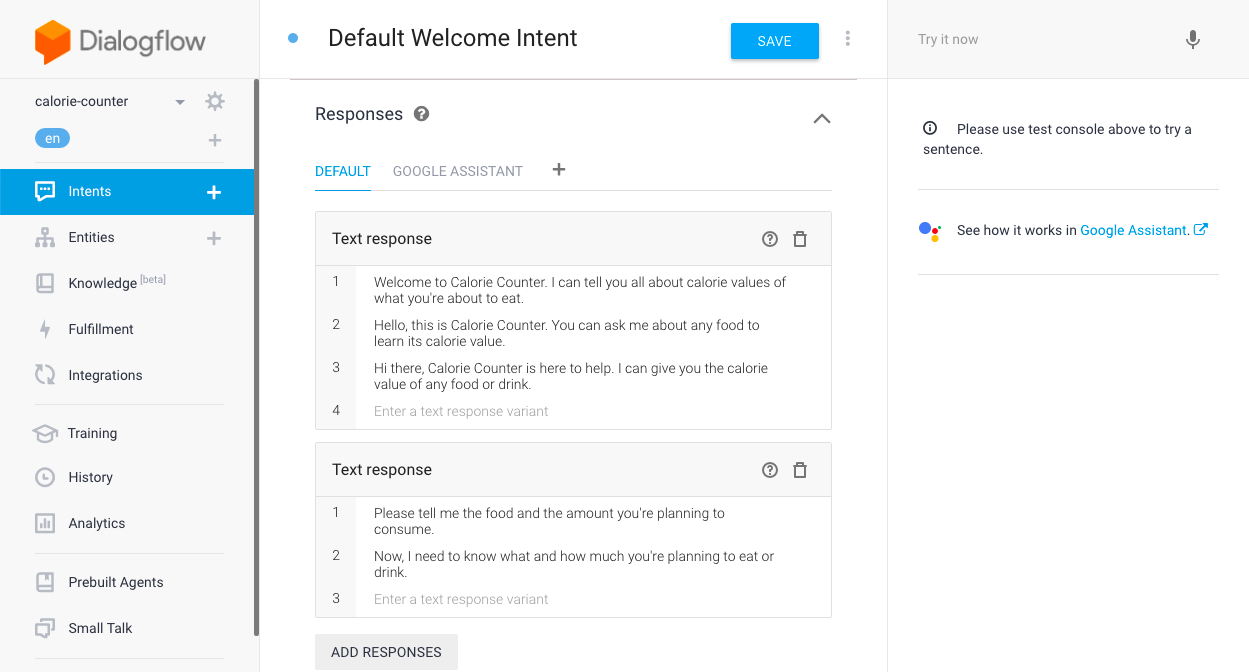 Dialogflow
calorie-counter
en
Intents
Entities
Knowledge [beta]
Fulfillment
Integrations
Training
History
Analytics
Prebuilt Agents
Small Talk
Default Welcome Intent
SAVE
Responses
DEFAULT GOOGLE ASSISTANT
Text response
1 Welcome to Calorie Counter. I can tell you all about calorie values of
what you're about to eat.
2 Hello, this is Calorie Counter. You can ask me about any food to
learn its calorie value.
3 Hi there, Calorie Counter is here to help. I can give you the calorie
value of any food or drink.
4 Enter a text response variant
Text response
1 Please tell me the food and the amount you're planning to
consume.
2 Now, I need to know what and how much you're planning to eat or
drink.
3 Enter a text response variant
ADD RESPONSES
Try it now
Please use test console above to try a
sentence.
See how it works in Google Assistant.